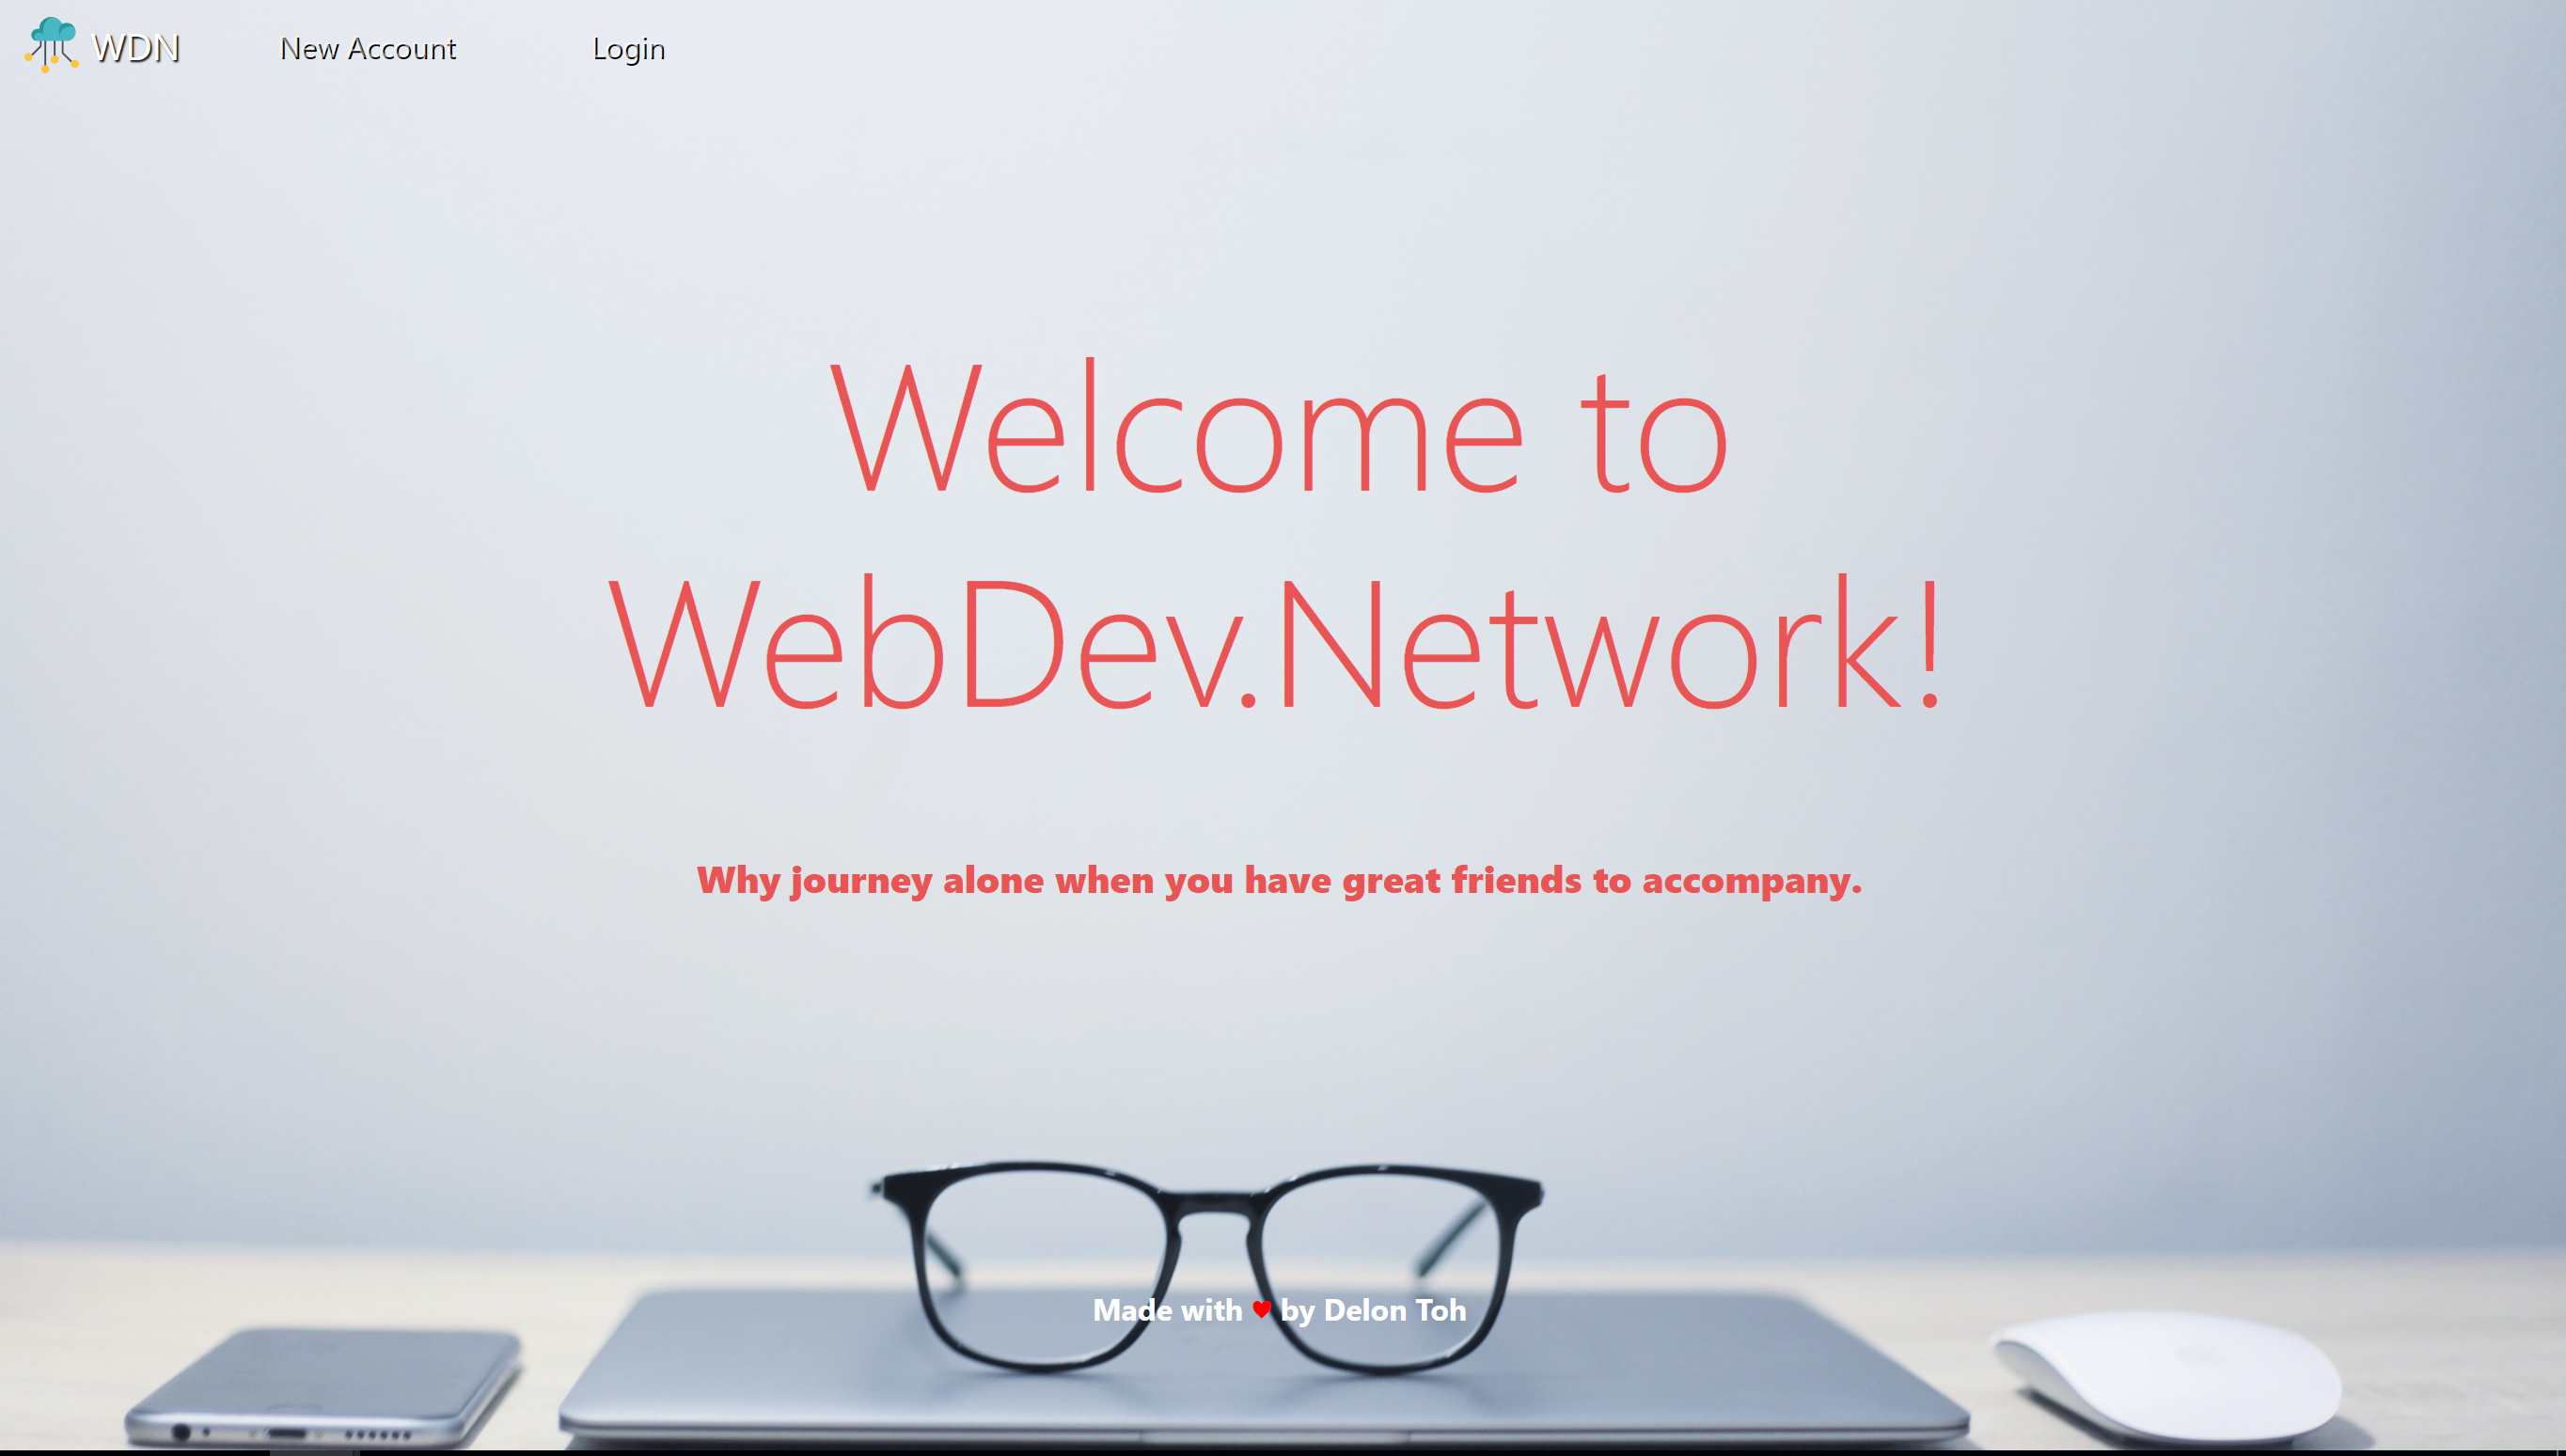 WDN New Account Login
Welcome to
WebDev.Network!
Why journey alone when you have great friends to accompany.
Made with ♥ by Delon Toh